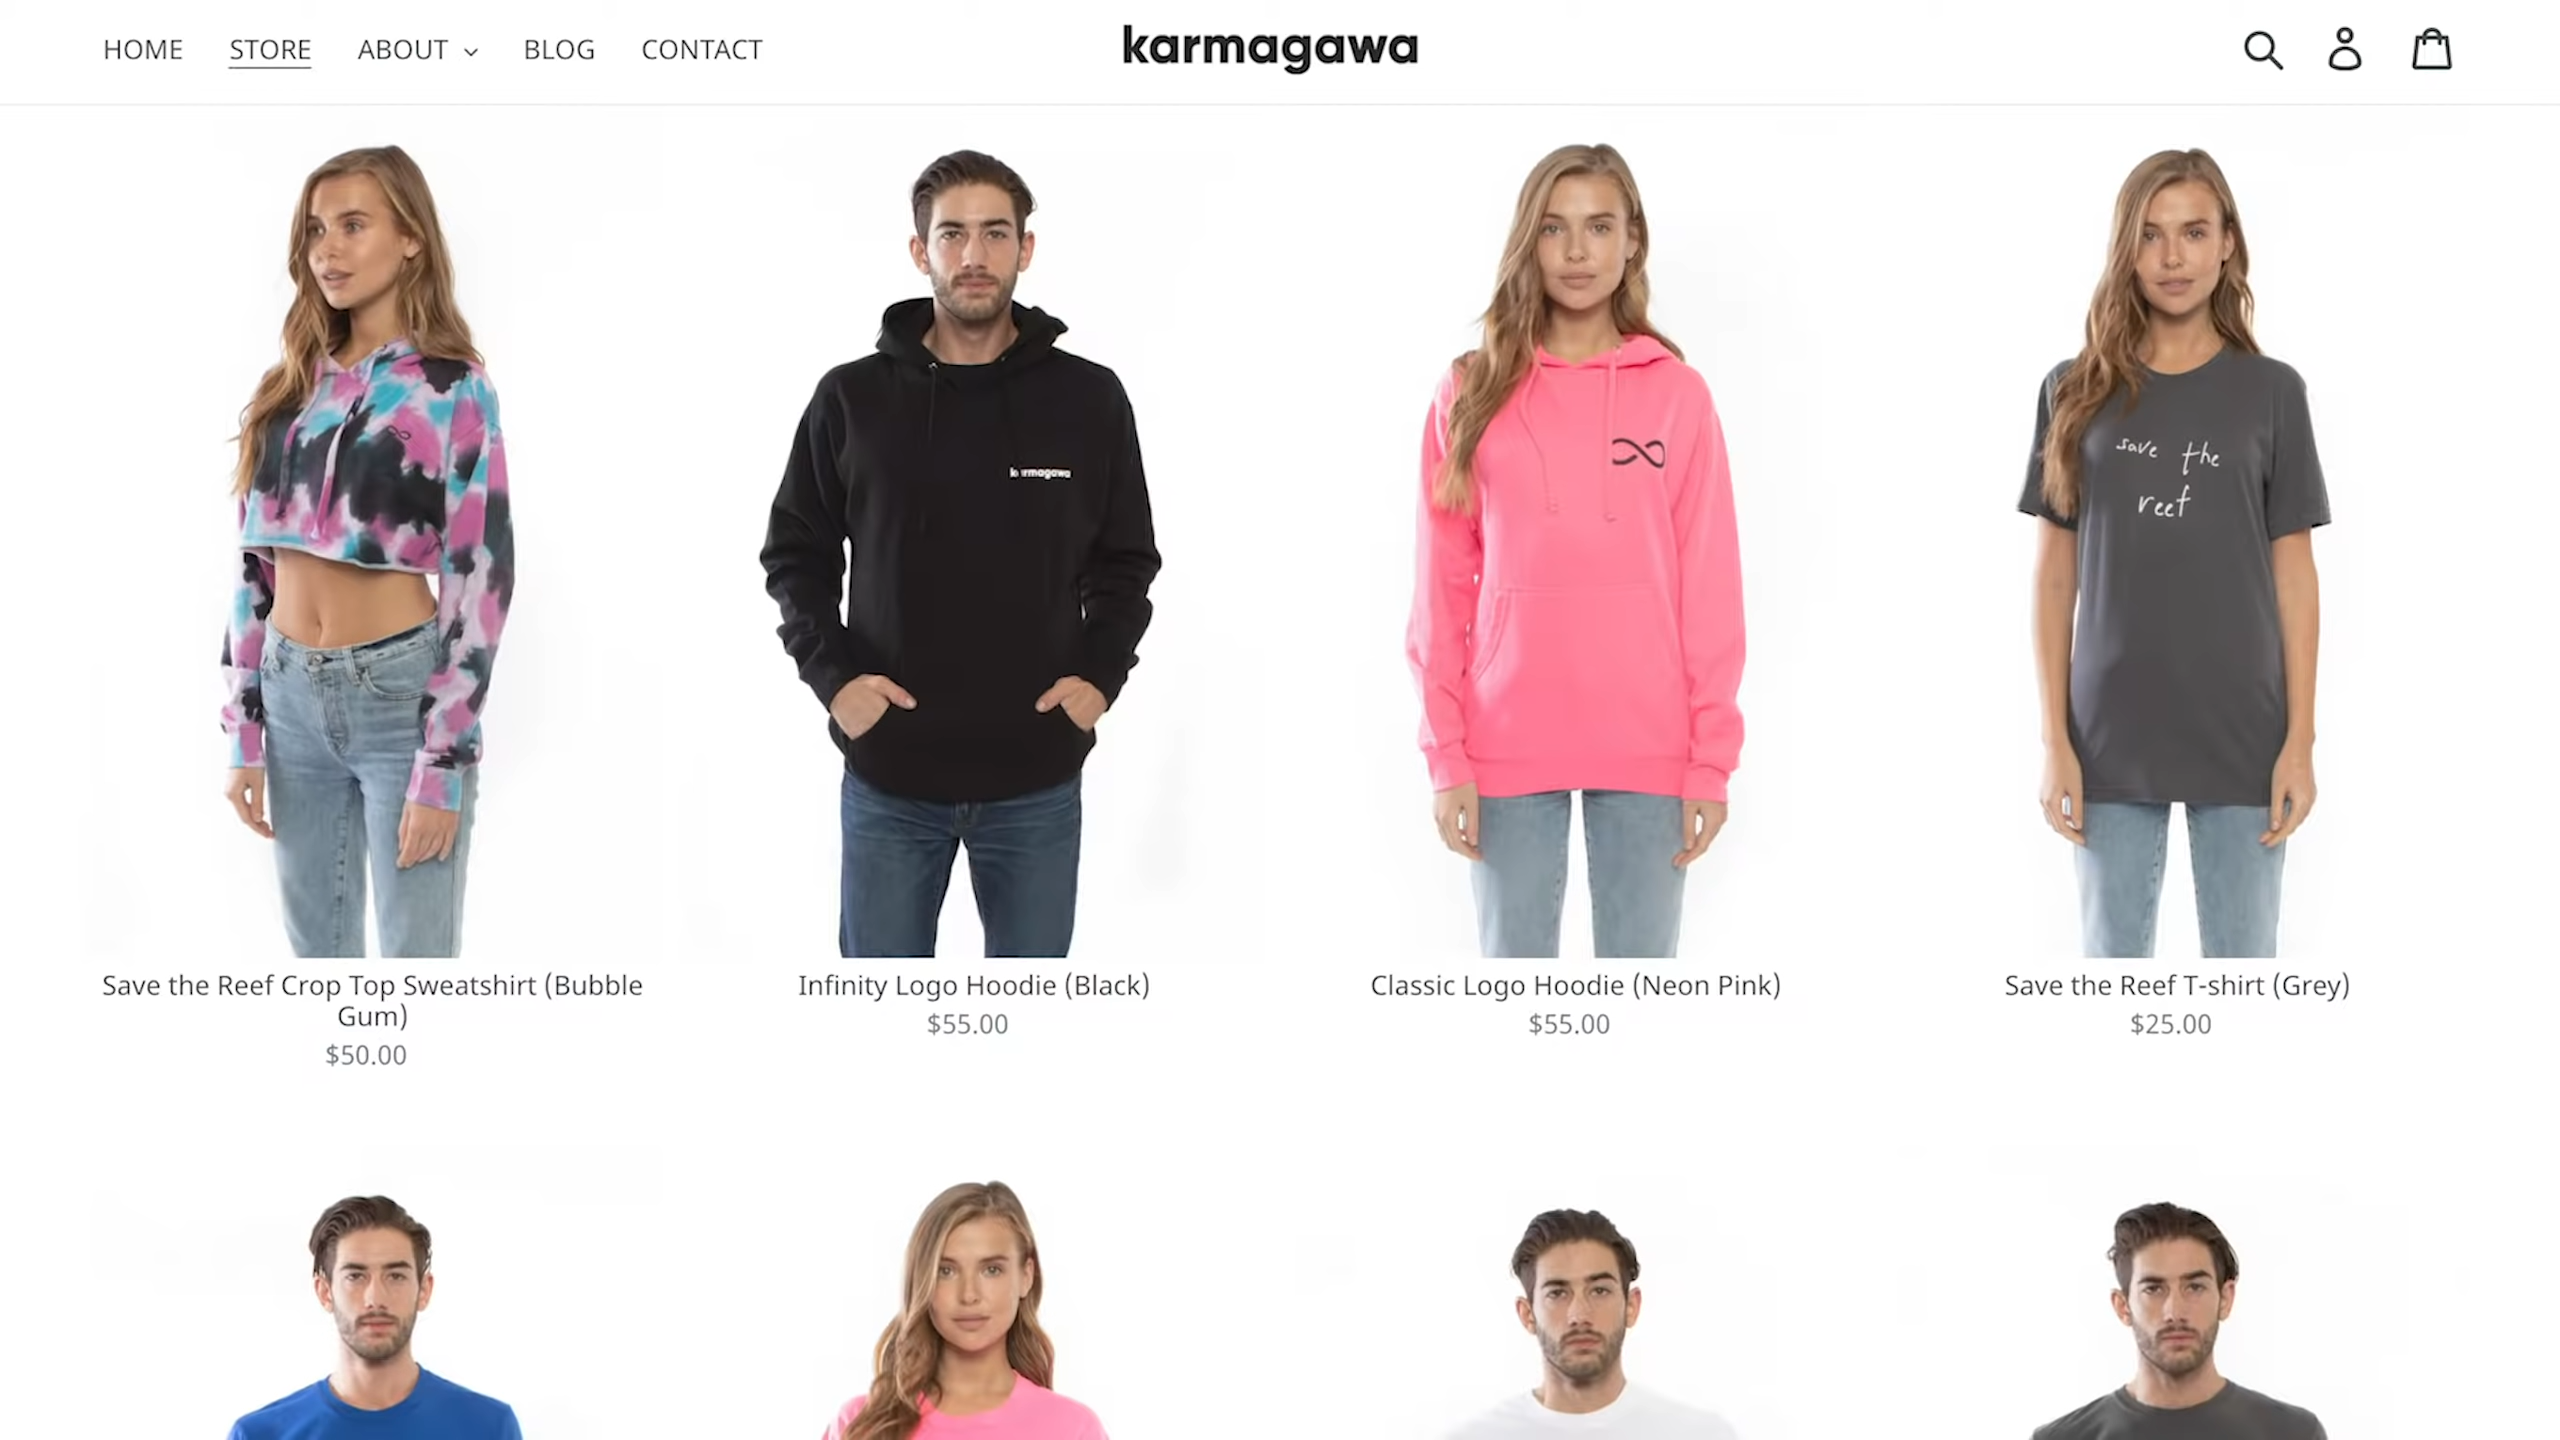 HOME STORE ABOUT BLOG CONTACT
karmagawa
karmagawa
save the
reef
Save the Reef Crop Top Sweatshirt (Bubble
Gum)
$50.00
Infinity Logo Hoodie (Black)
$55.00
Classic Logo Hoodie (Neon Pink)
$55.00
Save the Reef T-shirt (Grey)
$25.00